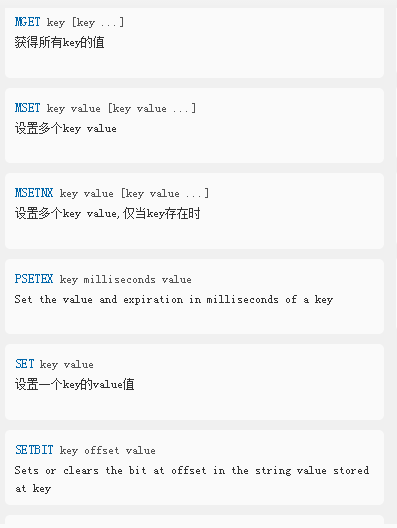 MGET key [key ...]
获得所有key的值
MSET key value [key value ...]
设置多个key value
MSETNX key value [key value ...]
设置多个key value,仅当key存在时
PSETEX key milliseconds value
Set the value and expiration in milliseconds of a key
SET key value
设置一个key的value值
SETBIT key offset value
Sets or clears the bit at offset in the string value stored
at key